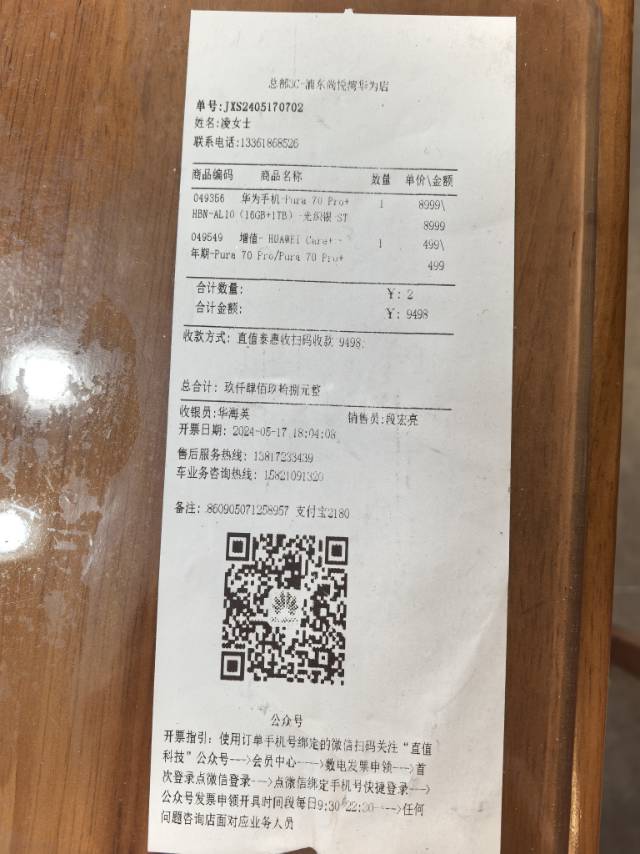 总部3C-浦东尚悦湾华为店
单号:JXS2405170702
姓名:凌女士
联系电话:13361868526
商品编码 商品名称 数量 单价\金额
049356 华为手机-Pura 70 Pro+ 1 8999\
HBN-AL10（16GB+1TB）-光织银-ST 8999
049549 增值- HUAWEI Care+ - 1 499\
年期-Pura 70 Pro/Pura 70 Pro+ 499
合计数量: ¥: 2
合计金额: ¥: 9498
收款方式: 直值泰惠收扫码收款 9498;
总合计: 玖仟肆佰玖拾捌元整
收银员:华海英 销售员:段宏亮
开票日期: 2024-05-17 18:04:08
售后服务热线: 15817233439
车业务咨询热线: 15821091320
备注: 860905071258957 支付宝2180
公众号
开票指引: 使用订单手机号绑定的微信扫码关注“直值
科技”公众号--->会员中心---->数电发票申领--->首
次登录点微信登录--->点微信绑定手机号快捷登录--->
公众号发票申领开具时间段每日9:30-22:30--->任何
问题咨询店面对应业务人员